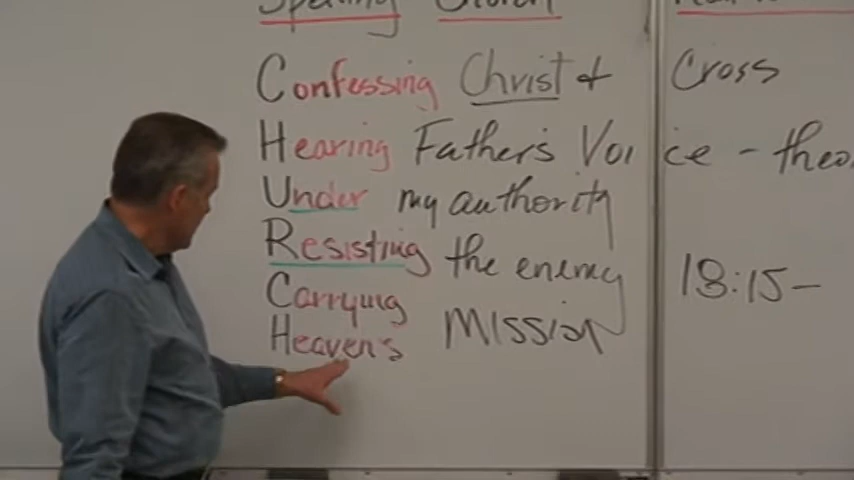 Confessing Christ & Cross
Hearing Father's Voice - theo
Under my authority
Resisting the enemy 18:15-
Carrying
Heaven's Mission